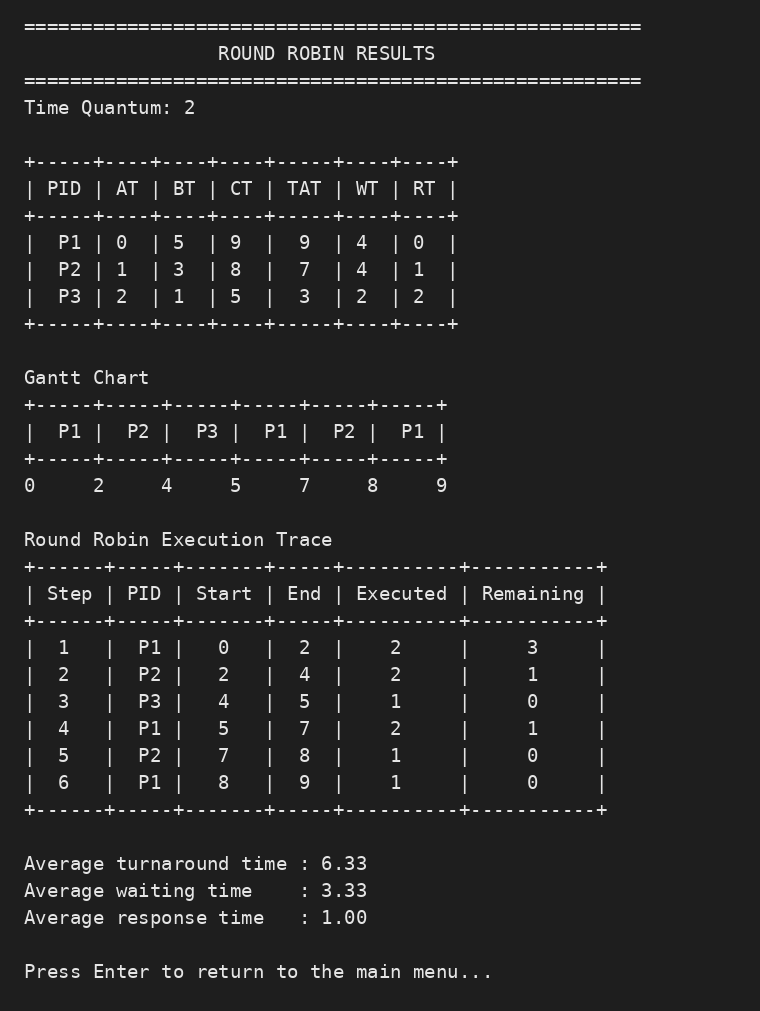 ======================================================
                 ROUND ROBIN RESULTS
======================================================
Time Quantum: 2

+-----+----+----+----+-----+----+----+
| PID | AT | BT | CT | TAT | WT | RT |
+-----+----+----+----+-----+----+----+
|  P1 | 0  | 5  | 9  |  9  | 4  | 0  |
|  P2 | 1  | 3  | 8  |  7  | 4  | 1  |
|  P3 | 2  | 1  | 5  |  3  | 2  | 2  |
+-----+----+----+----+-----+----+----+

Gantt Chart
+-----+-----+-----+-----+-----+-----+
|  P1 |  P2 |  P3 |  P1 |  P2 |  P1 |
+-----+-----+-----+-----+-----+-----+
0     2     4     5     7     8     9

Round Robin Execution Trace
+------+-----+-------+-----+----------+-----------+
| Step | PID | Start | End | Executed | Remaining |
+------+-----+-------+-----+----------+-----------+
|  1   |  P1 |   0   |  2  |    2     |     3     |
|  2   |  P2 |   2   |  4  |    2     |     1     |
|  3   |  P3 |   4   |  5  |    1     |     0     |
|  4   |  P1 |   5   |  7  |    2     |     1     |
|  5   |  P2 |   7   |  8  |    1     |     0     |
|  6   |  P1 |   8   |  9  |    1     |     0     |
+------+-----+-------+-----+----------+-----------+

Average turnaround time : 6.33
Average waiting time    : 3.33
Average response time   : 1.00

Press Enter to return to the main menu...